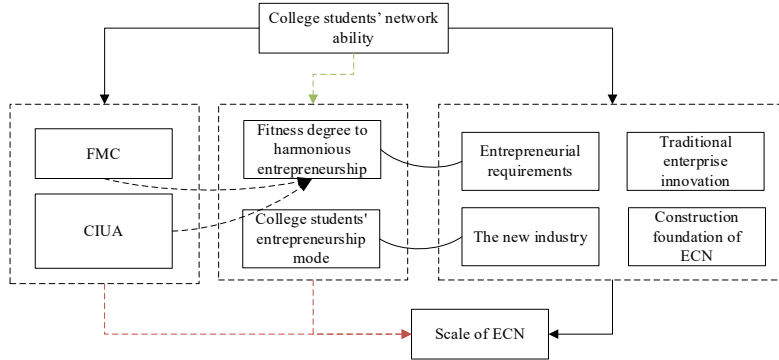 College students’ network
ability
FMC
CIUA
Fitness degree to
harmonious
entrepreneurship
College students'
entrepreneurship
mode
Entrepreneurial
requirements
The new industry
Traditional
enterprise
innovation
Construction
foundation of
ECN
Scale of ECN